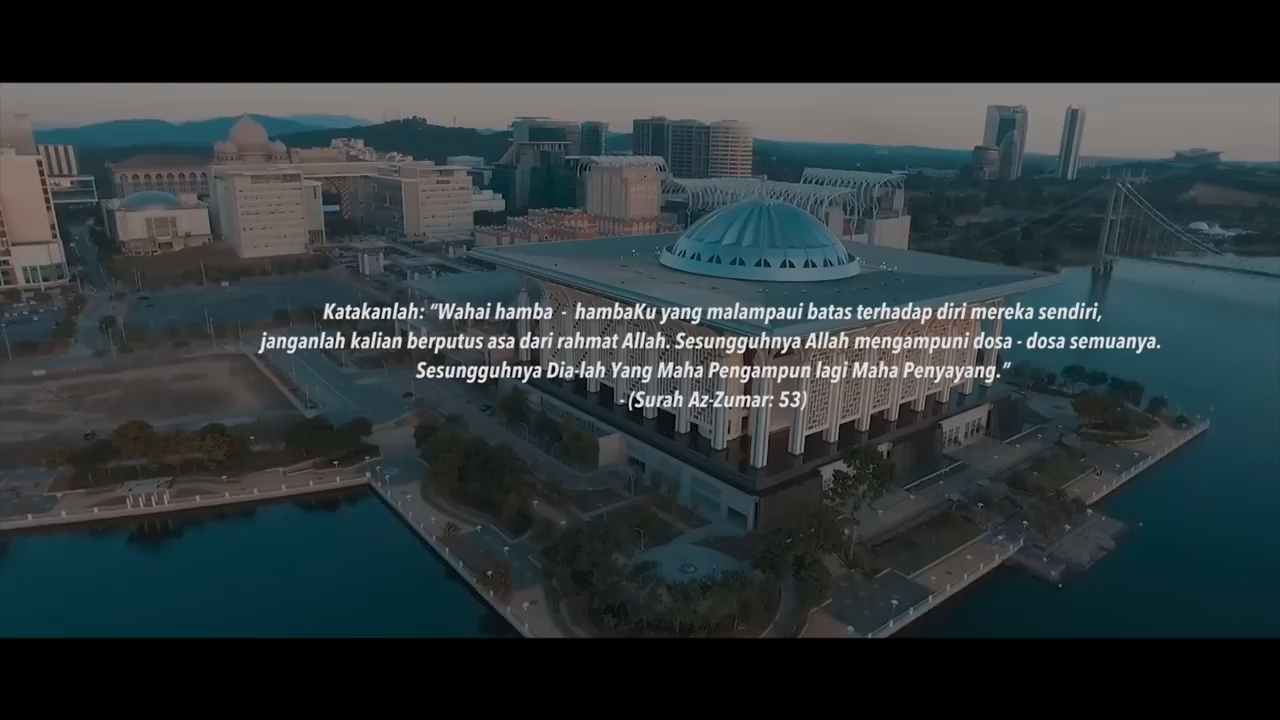 Katakanlah: “Wahai hamba - hambaKu yang malampaui batas terhadap diri mereka sendiri,
janganlah kalian berputus asa dari rahmat Allah. Sesungguhnya Allah mengampuni dosa - dosa semuanya.
Sesungguhnya Dia-lah Yang Maha Pengampun lagi Maha Penyayang.”
- (Surah Az-Zumar: 53)